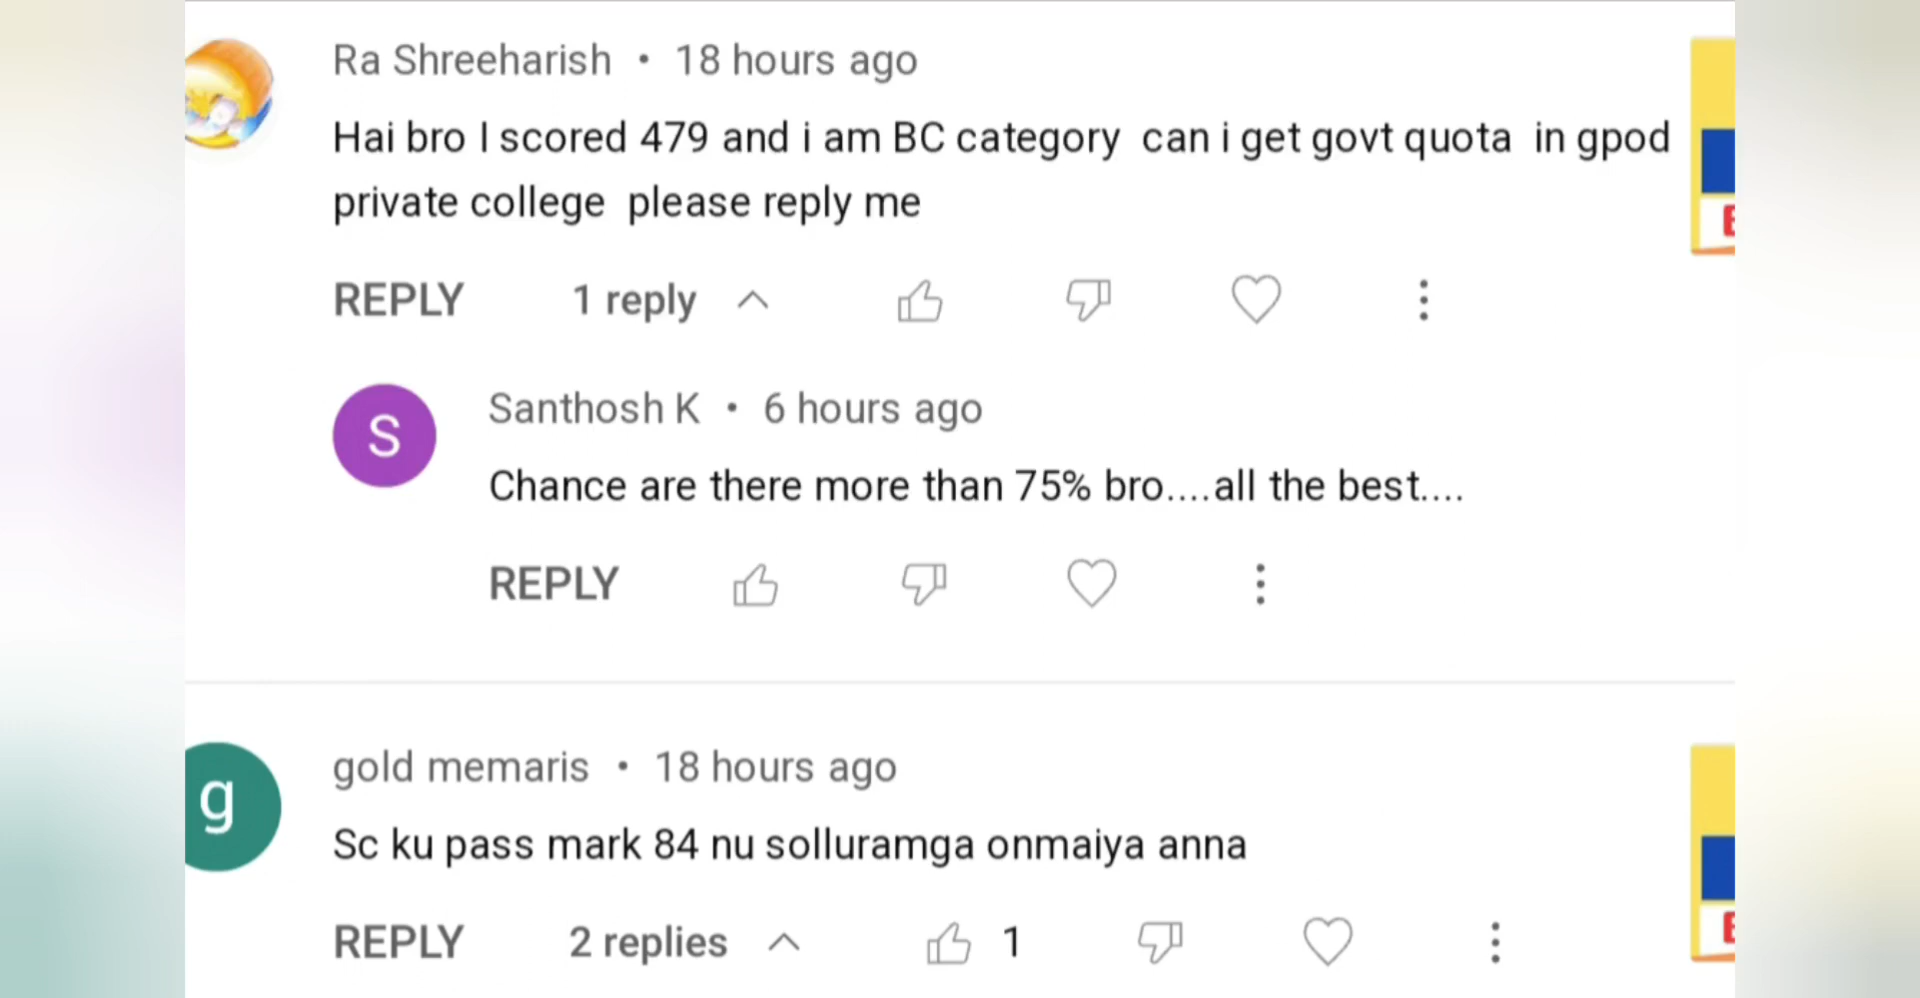 Ra Shreeharish • 18 hours ago
Hai bro I scored 479 and i am BC category can i get govt quota in gpod
private college please reply me
REPLY 1 reply
S
Santhosh K • 6 hours ago
Chance are there more than 75% bro....all the best....
REPLY
g
gold memaris • 18 hours ago
Sc ku pass mark 84 nu solluramga onmaiya anna
REPLY 2 replies 1